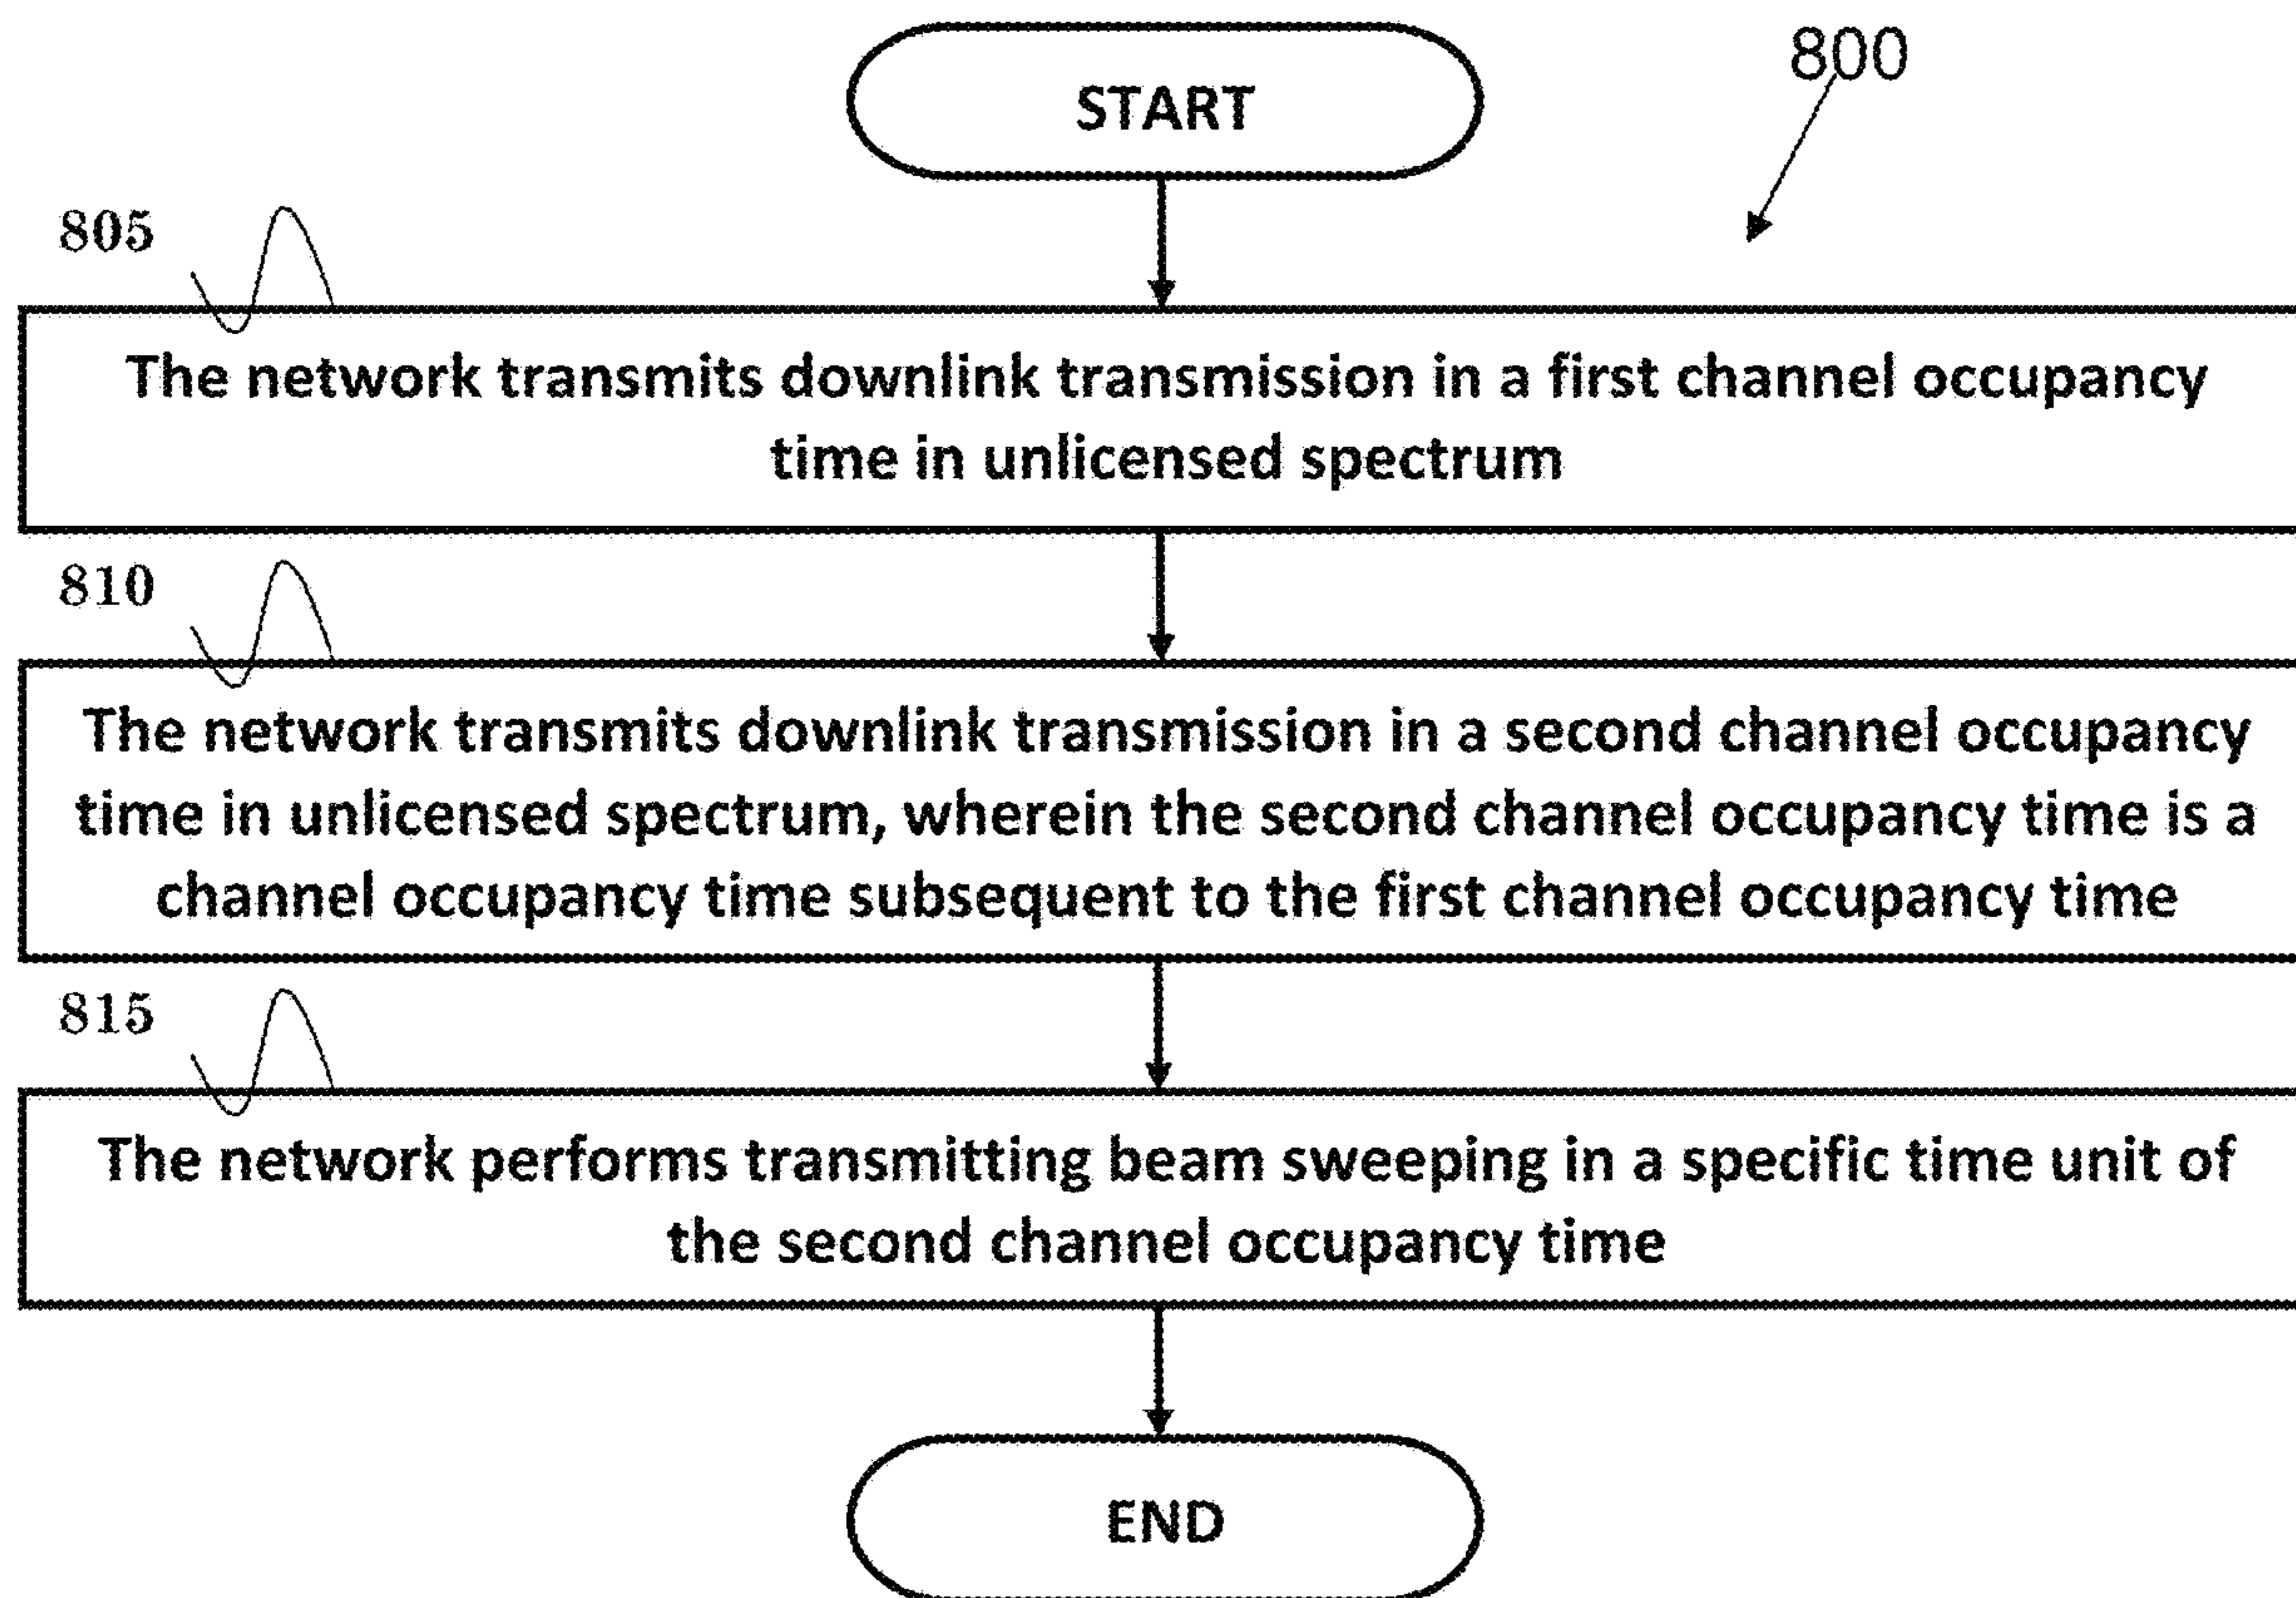 START
800
805
The network transmits downlink transmission in a first channel occupancy
time in unlicensed spectrum
810
The network transmits downlink transmission in a second channel occupancy
time in unlicensed spectrum, wherein the second channel occupancy time is a
channel occupancy time subsequent to the first channel occupancy time
815
The network performs transmitting beam sweeping in a specific time unit of
the second channel occupancy time
END